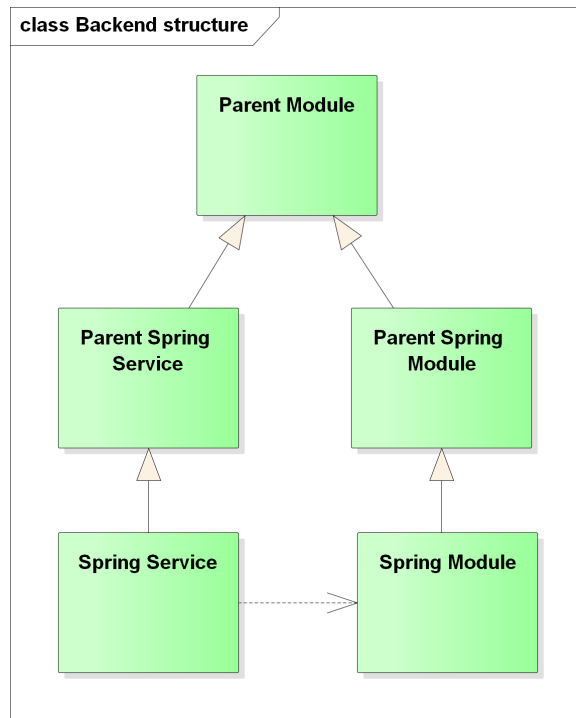 class Backend structure
Parent Module
Parent Spring
Service
Parent Spring
Module
Spring Service
Spring Module